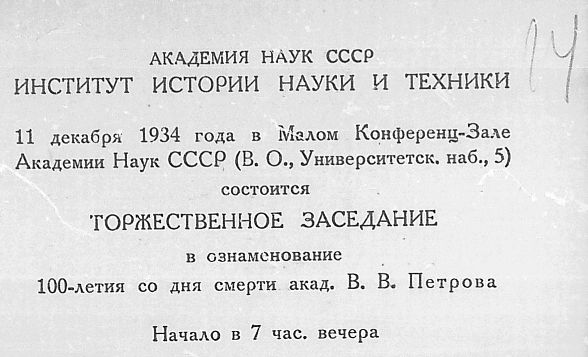 14
АКАДЕМИЯ НАУК СССР
ИНСТИТУТ ИСТОРИИ НАУКИ И ТЕХНИКИ
11 декабря 1934 года в Малом Конференц-Зале
Академии Наук СССР (В. О., Университетск. наб., 5)
состоится
ТОРЖЕСТВЕННОЕ ЗАСЕДАНИЕ
в ознаменование
100-летия со дня смерти акад. В. В. Петрова
Начало в 7 час. вечера